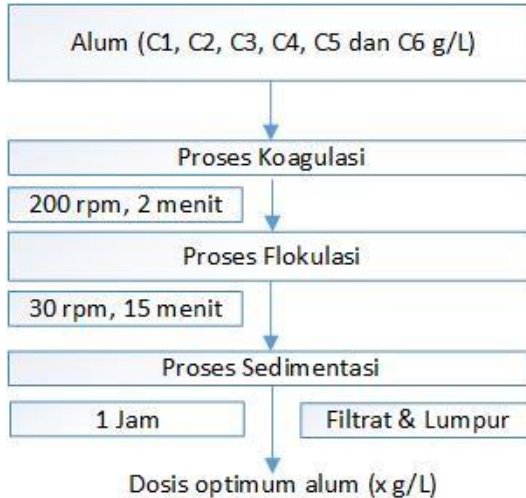 Alum (C1, C2, C3, C4, C5 dan C6 g/L)
Proses Koagulasi
200 rpm, 2 menit
Proses Flokulasi
30 rpm, 15 menit
Proses Sedimentasi
1 Jam
Filtrat & Lumpur
Dosis optimum alum (x g/L)